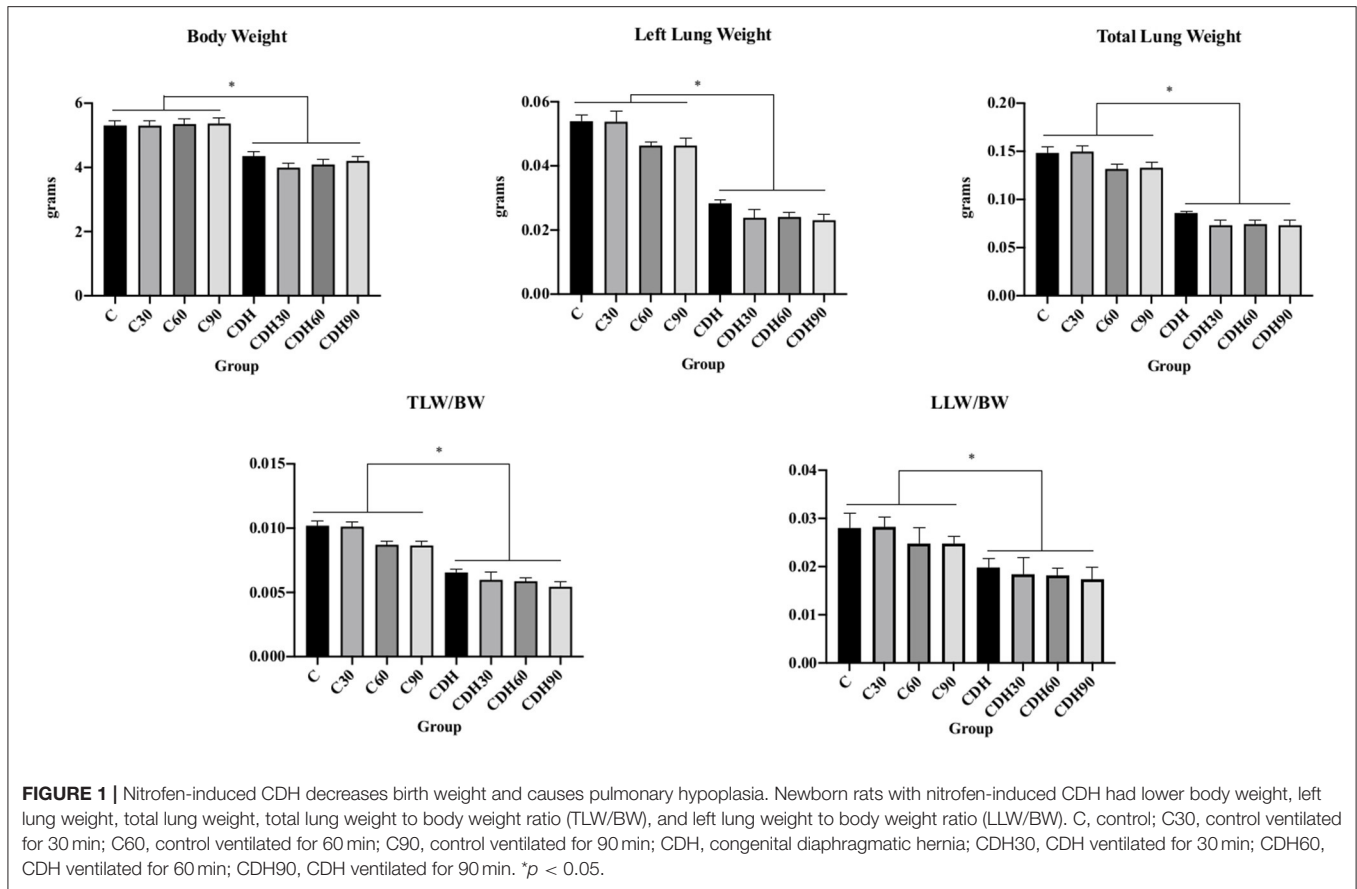 Body Weight
*
6
4
2
0
grams
C
C30
C60
C90
CDH
CDH30
CDH60
CDH90
Group
Left Lung Weight
*
0.06
0.04
0.02
0.00
grams
C
C30
C60
C90
CDH
CDH30
CDH60
CDH90
Group
Total Lung Weight
*
0.20
0.15
0.10
0.05
0.00
grams
C
C30
C60
C90
CDH
CDH30
CDH60
CDH90
Group
TLW/BW
*
0.015
0.010
0.005
0.000
C
C30
C60
C90
CDH
CDH30
CDH60
CDH90
Group
LLW/BW
*
0.04
0.03
0.02
0.01
0.00
C
C30
C60
C90
CDH
CDH30
CDH60
CDH90
Group
FIGURE 1 | Nitrofen-induced CDH decreases birth weight and causes pulmonary hypoplasia. Newborn rats with nitrofen-induced CDH had lower body weight, left
lung weight, total lung weight, total lung weight to body weight ratio (TLW/BW), and left lung weight to body weight ratio (LLW/BW). C, control; C30, control ventilated
for 30 min; C60, control ventilated for 60 min; C90, control ventilated for 90 min; CDH, congenital diaphragmatic hernia; CDH30, CDH ventilated for 30 min; CDH60,
CDH ventilated for 60 min; CDH90, CDH ventilated for 90 min. *p < 0.05.